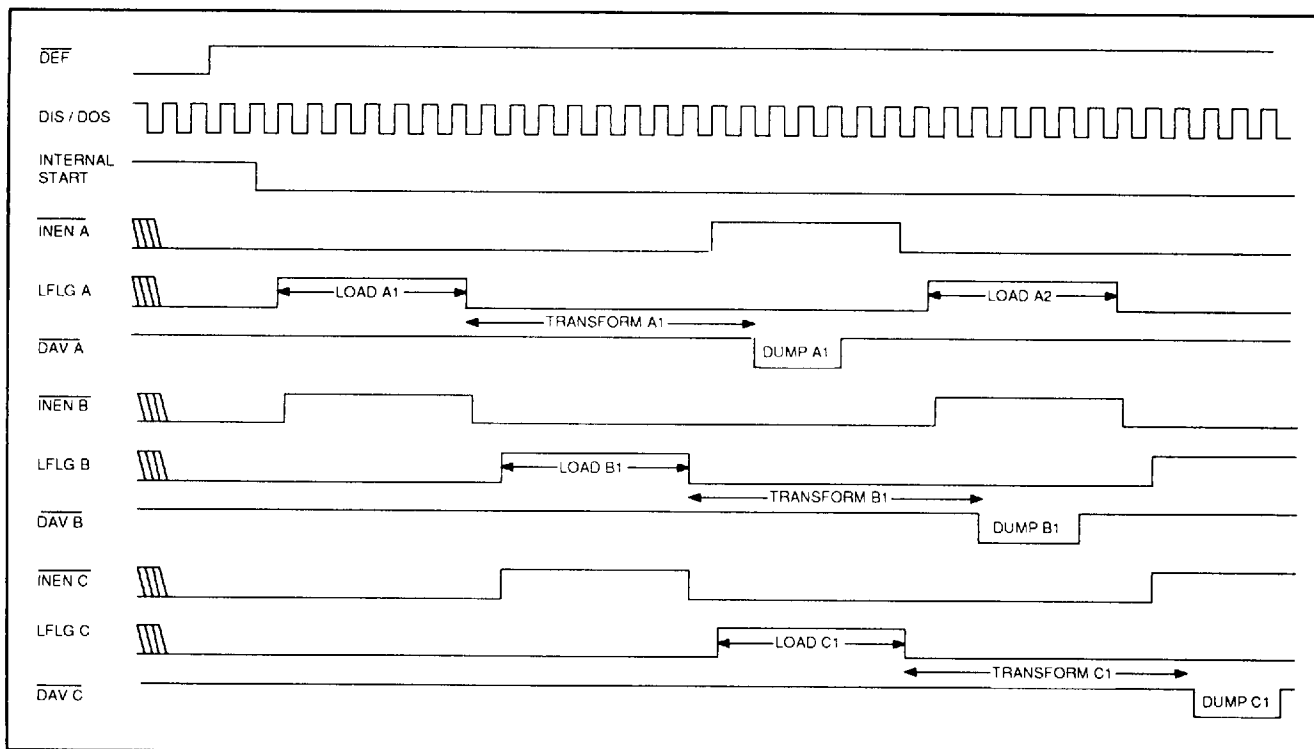 DEF
DIS / DOS
INTERNAL
START
INEN A
LFLG A
LOAD A1
LOAD A2
TRANSFORM A1
DAV A
DUMP A1
INEN B
LFLG B
LOAD B1
TRANSFORM B1
DAV B
DUMP B1
INEN C
LFLG C
LOAD C1
TRANSFORM C1
DAV C
DUMP C1